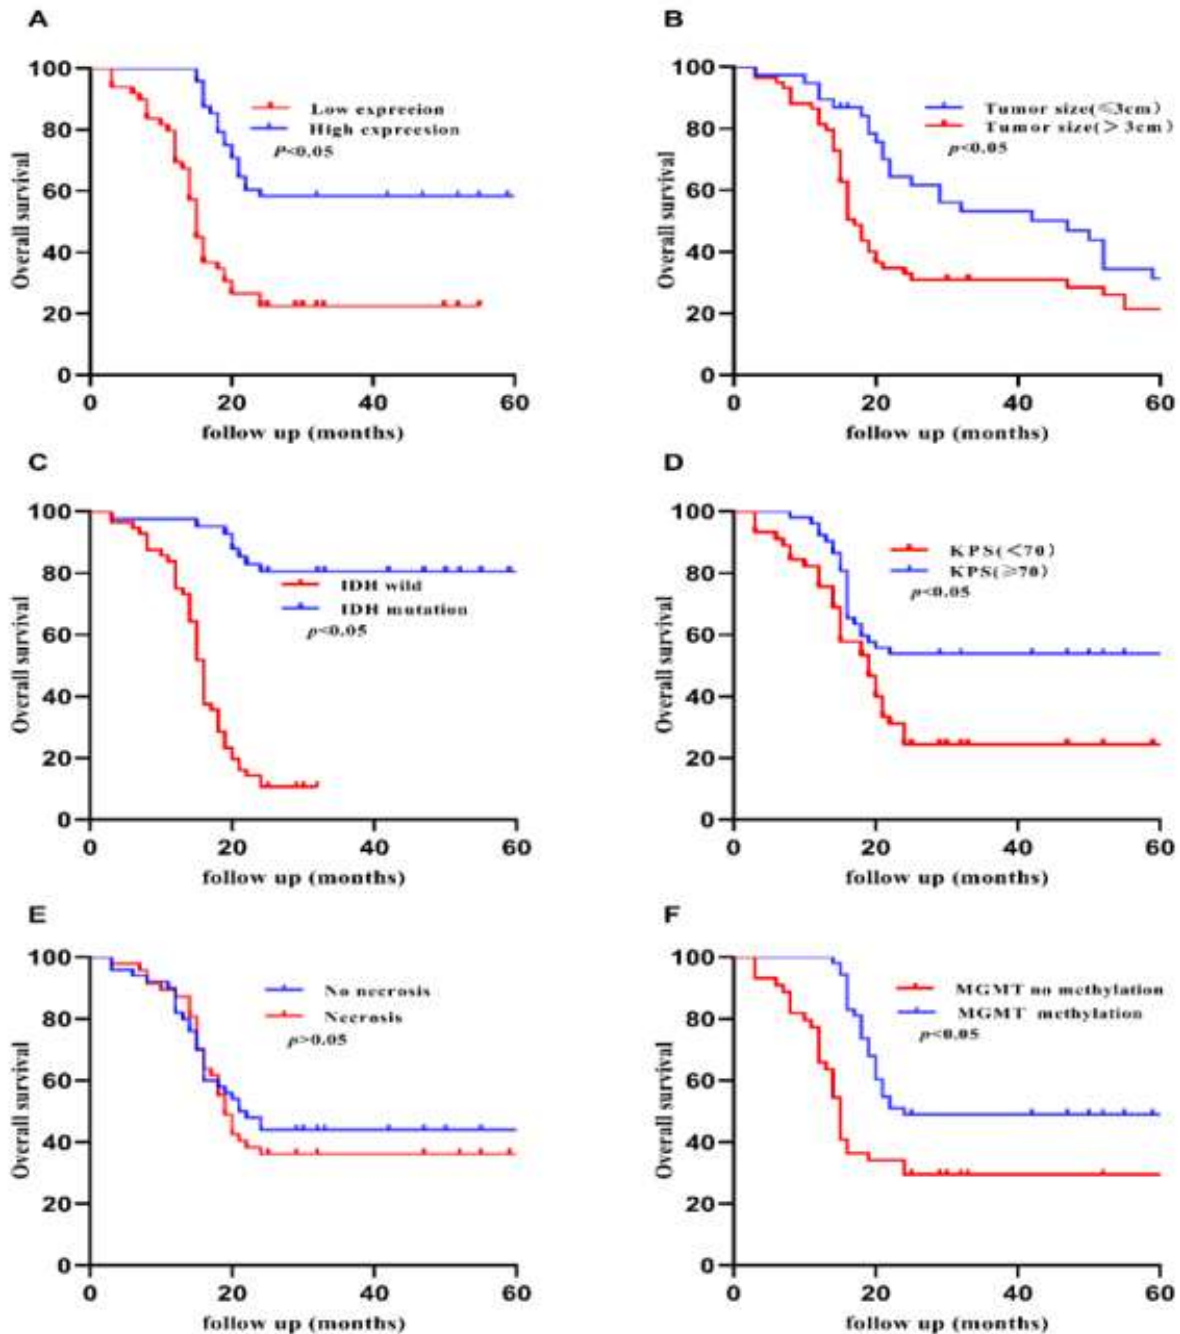 A
Overall survival
100
80
60
40
20
0
Low expreeion
High expreesion
P<0.05
0 20 40 60
follow up (months)
B
Overall survival
100
80
60
40
20
0
Tumor size(≤3cm)
Tumor size(>3cm)
p<0.05
0 20 40 60
follow up (months)
C
Overall survival
100
80
60
40
20
0
IDH wild
IDH mutation
p<0.05
0 20 40 60
follow up (months)
D
Overall survival
100
80
60
40
20
0
KPS(<70)
KPS(≥70)
p<0.05
0 20 40 60
follow up (months)
E
Overall survival
100
80
60
40
20
0
No necrosis
Necrosis
p>0.05
0 20 40 60
follow up (months)
F
Overall survival
100
80
60
40
20
0
MGMT no methylation
MGMT methylation
p<0.05
0 20 40 60
follow up (months)